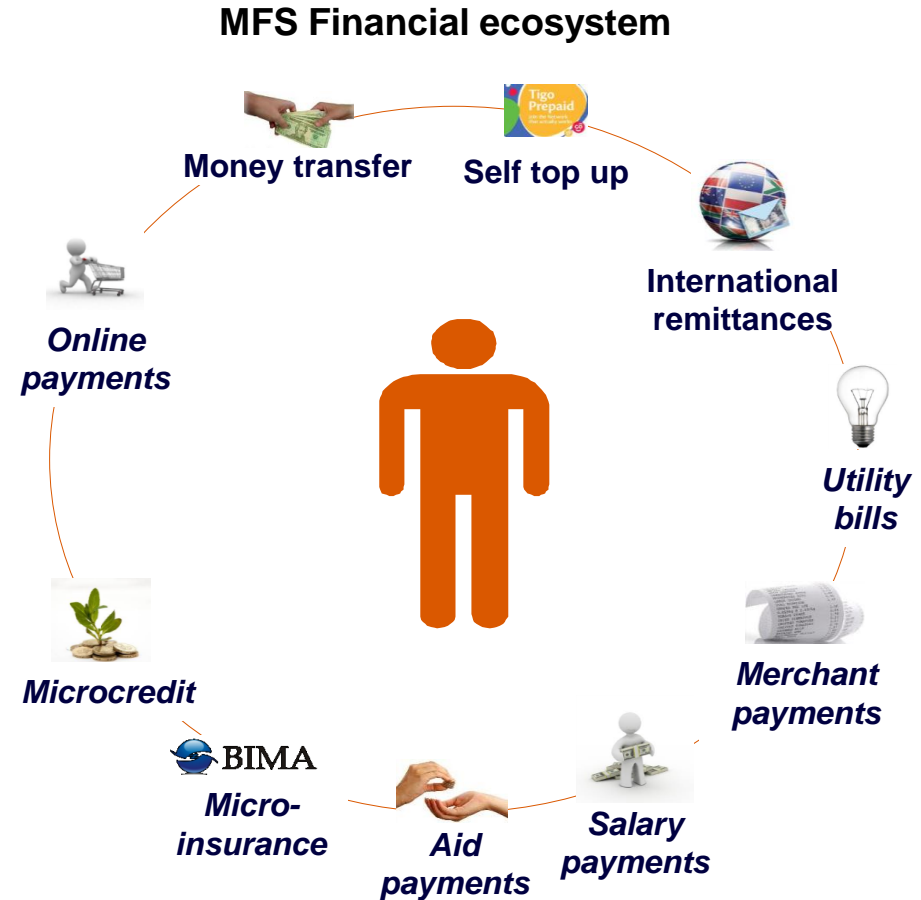 MFS Financial ecosystem
Tigo
Prepaid
Money transfer
Self top up
International
remittances
Online
payments
Utility
bills
Microcredit
Merchant
payments
BIMA
Micro-
insurance
Aid
payments
Salary
payments